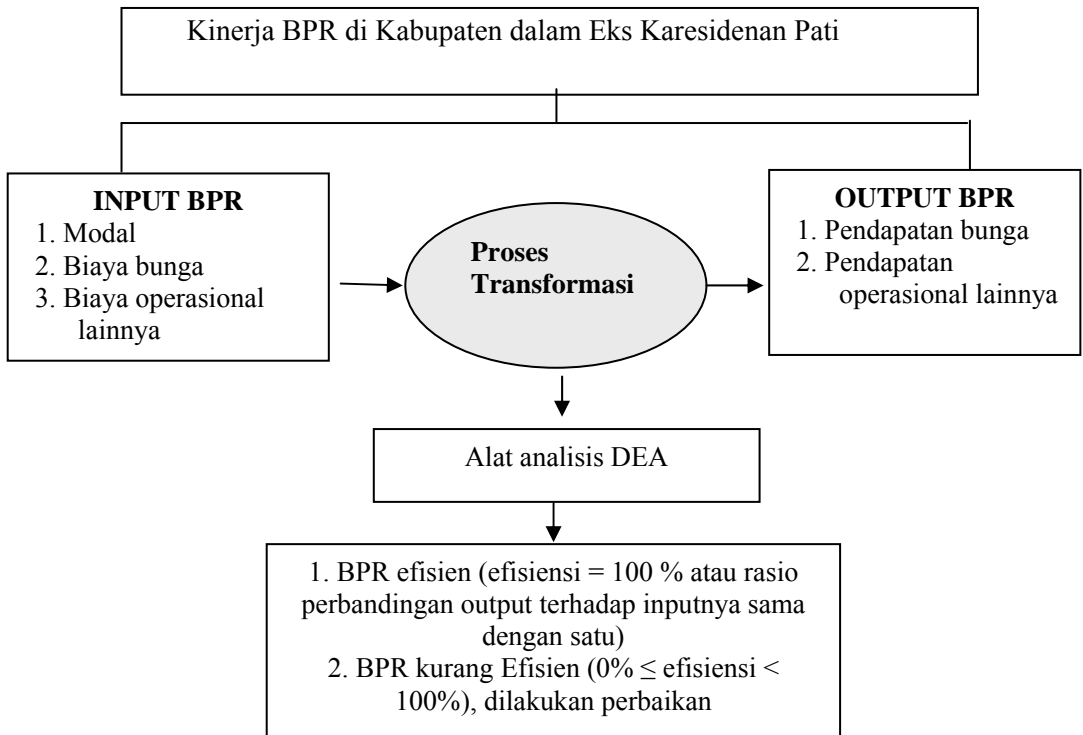 Kinerja BPR di Kabupaten dalam Eks Karesidenan Pati
INPUT BPR
1. Modal
2. Biaya bunga
3. Biaya operasional
lainnya
Proses
Transformasi
OUTPUT BPR
1. Pendapatan bunga
2. Pendapatan
operasional lainnya
Alat analisis DEA
1. BPR efisien (efisiensi = 100 % atau rasio
perbandingan output terhadap inputnya sama
dengan satu)
2. BPR kurang Efisien (0% ≤ efisiensi <
100%), dilakukan perbaikan